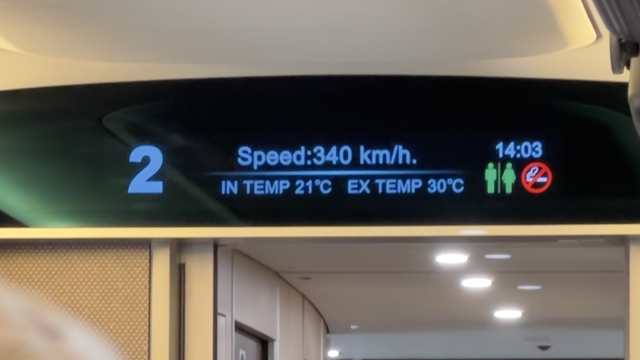 2
Speed:340 km/h.
14:03
IN TEMP 21℃ EX TEMP 30℃